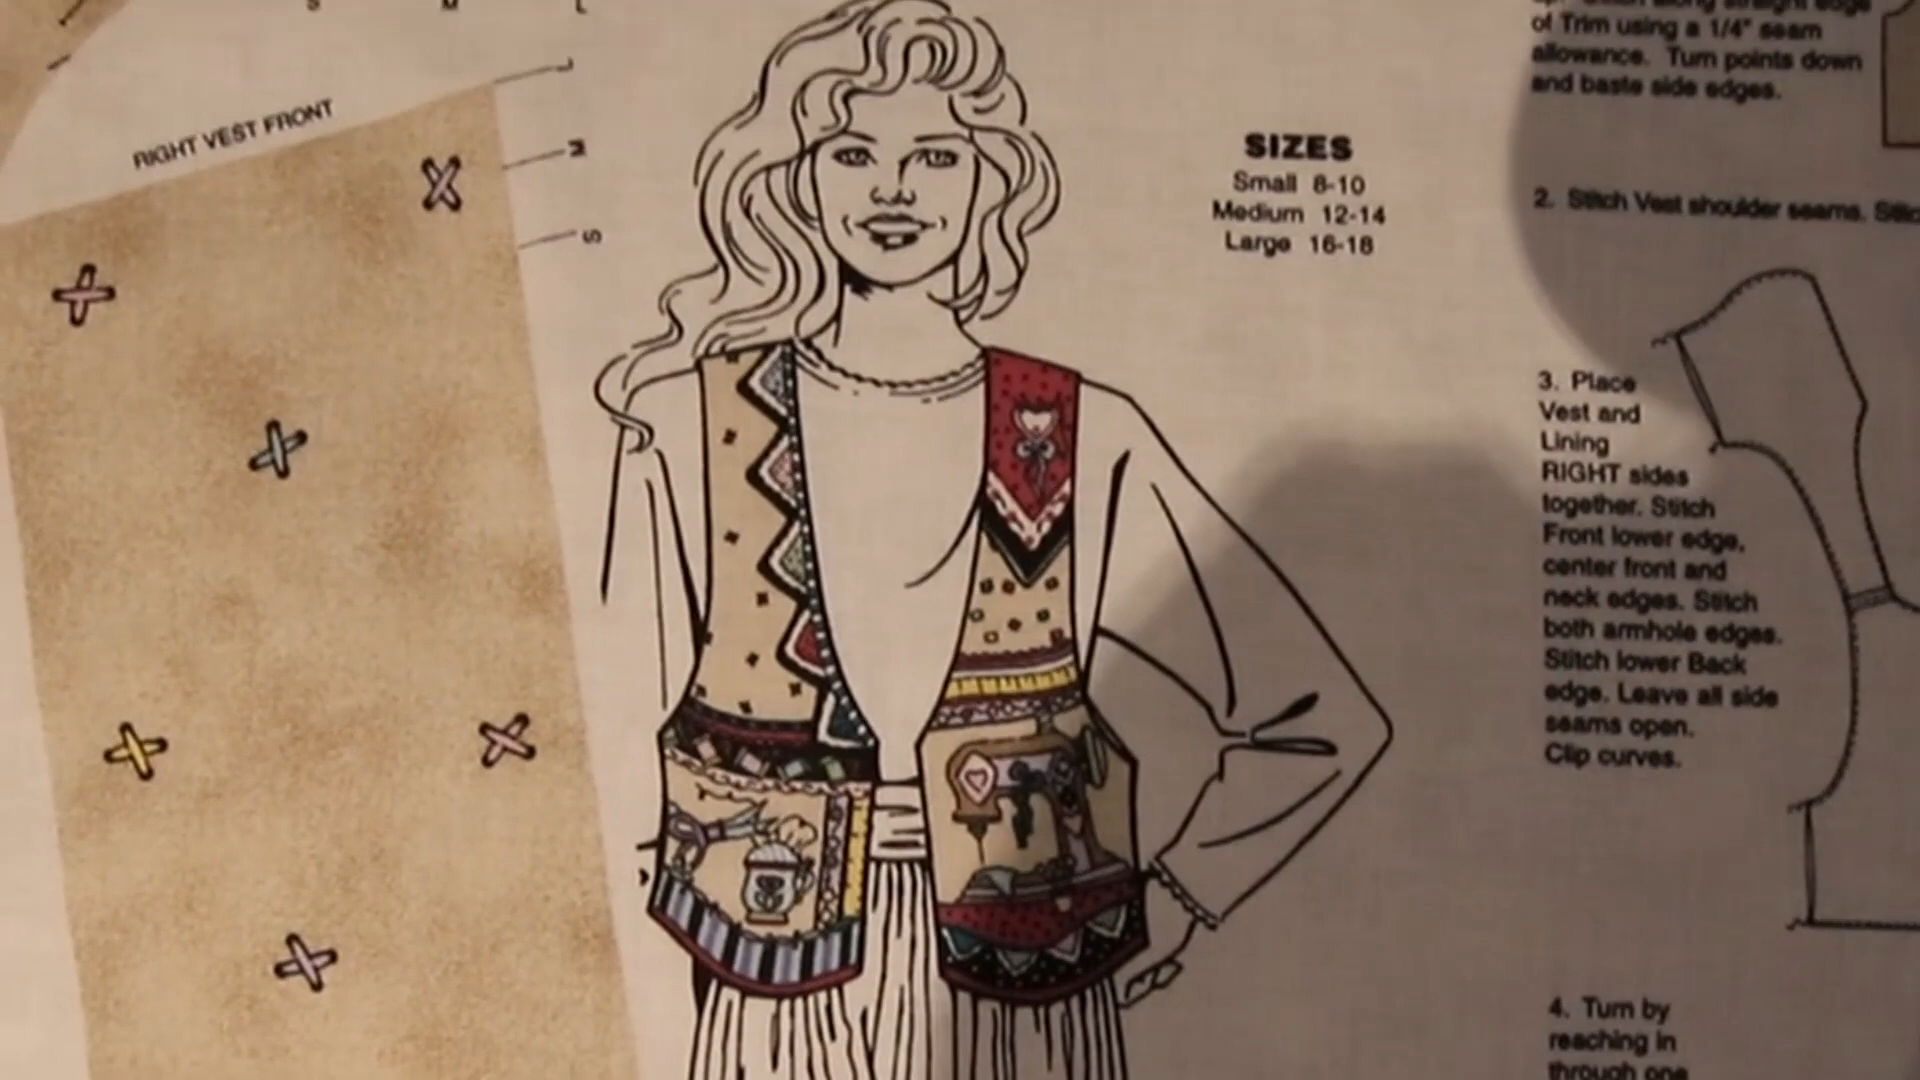 RIGHT VEST FRONT
L
M
S
SIZES
Small 8-10
Medium 12-14
Large 16-18
of Trim using a 1/4" seam
allowance. Turn points down
and baste side edges.
2. Stitch Vest shoulder seams.
3. Place
Vest and
Lining
RIGHT sides
together. Stitch
Front lower edge,
center front and
neck edges. Stitch
both armhole edges.
Stitch lower Back
edge. Leave all side
seams open.
Clip curves.
4. Turn by
reaching in
through one